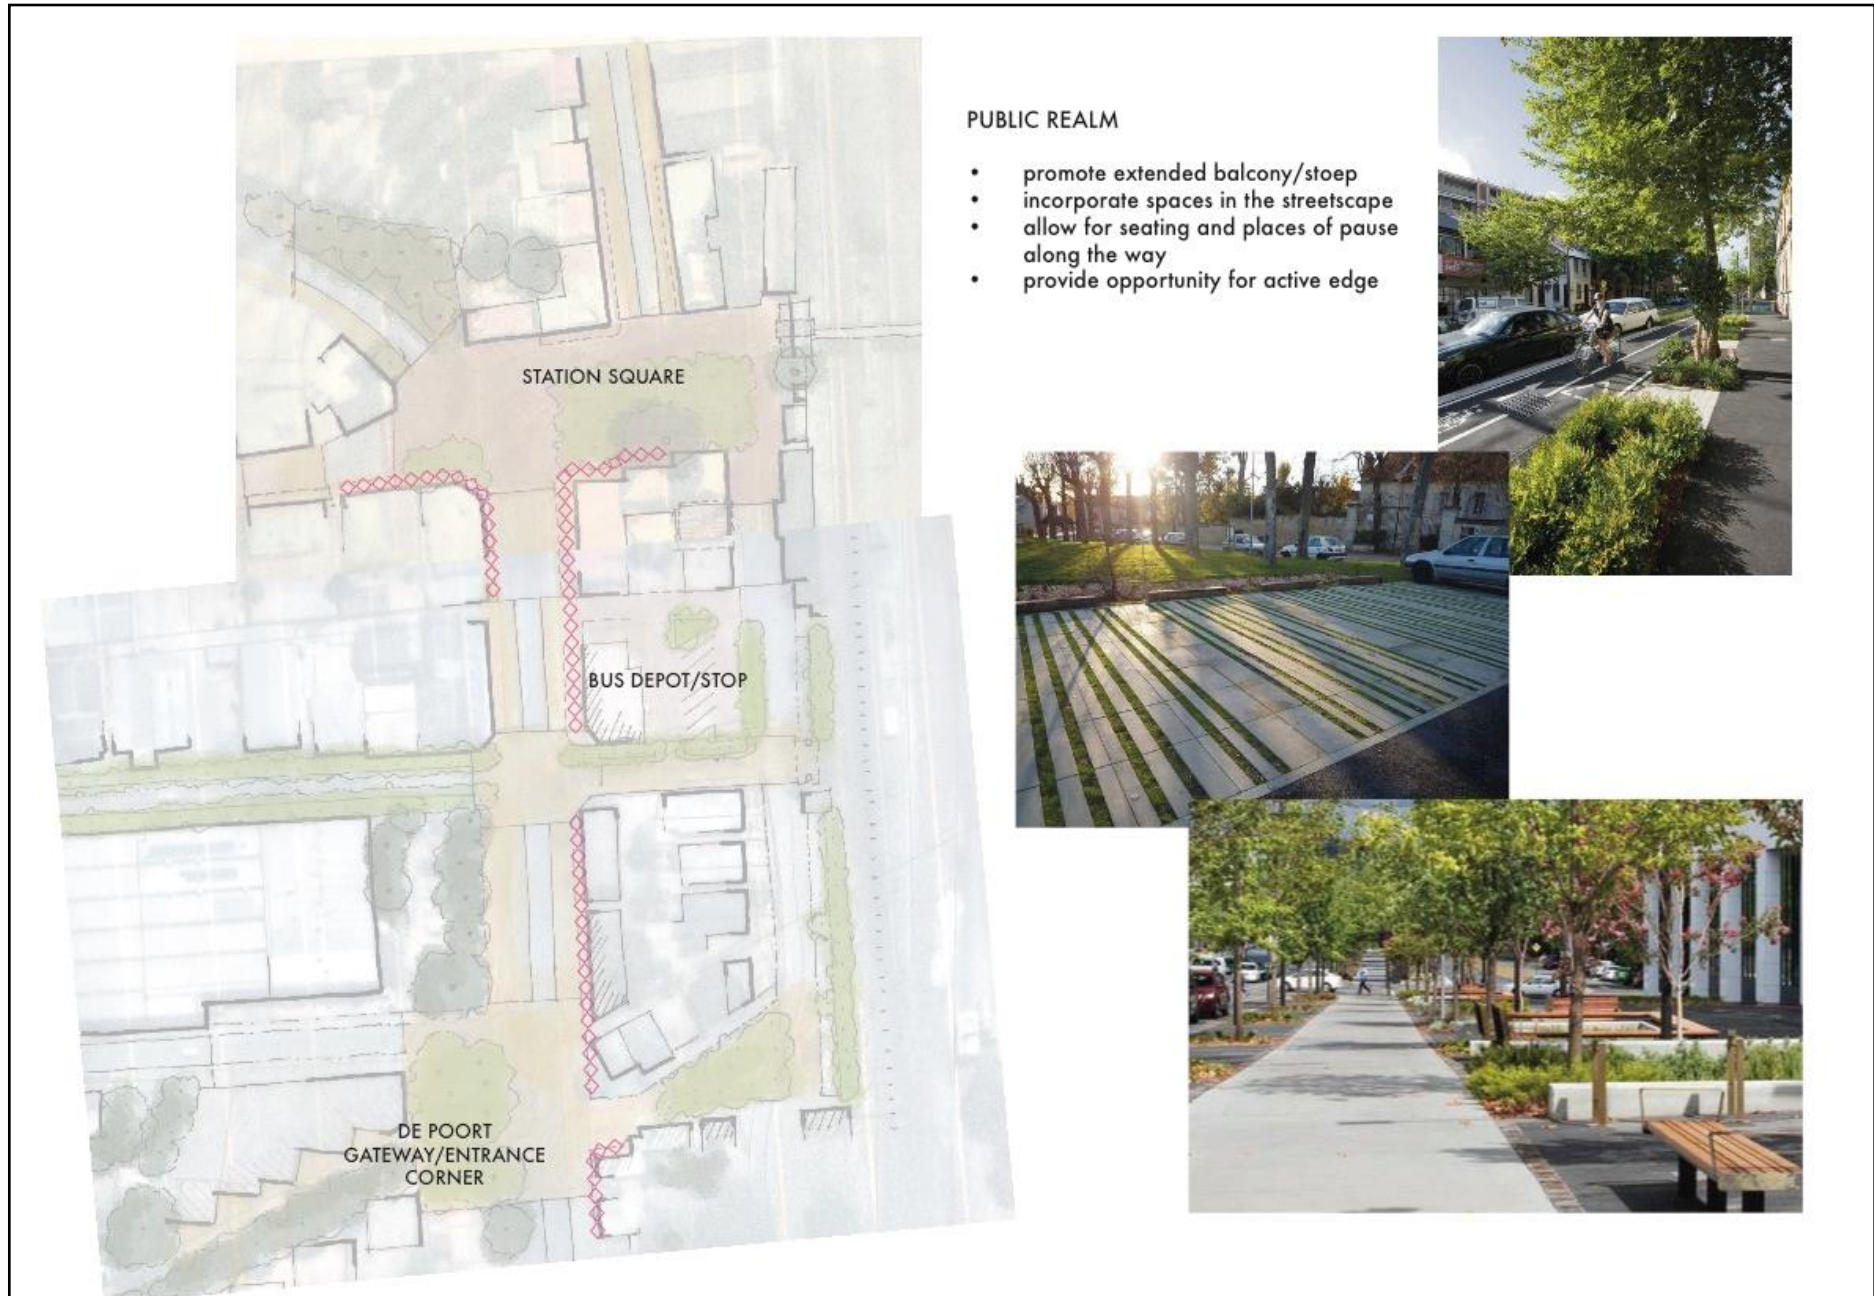 PUBLIC REALM
• promote extended balcony/stoep
• incorporate spaces in the streetscape
• allow for seating and places of pause
along the way
• provide opportunity for active edge
STATION SQUARE
BUS DEPOT/STOP
DE POORT
GATEWAY/ENTRANCE
CORNER